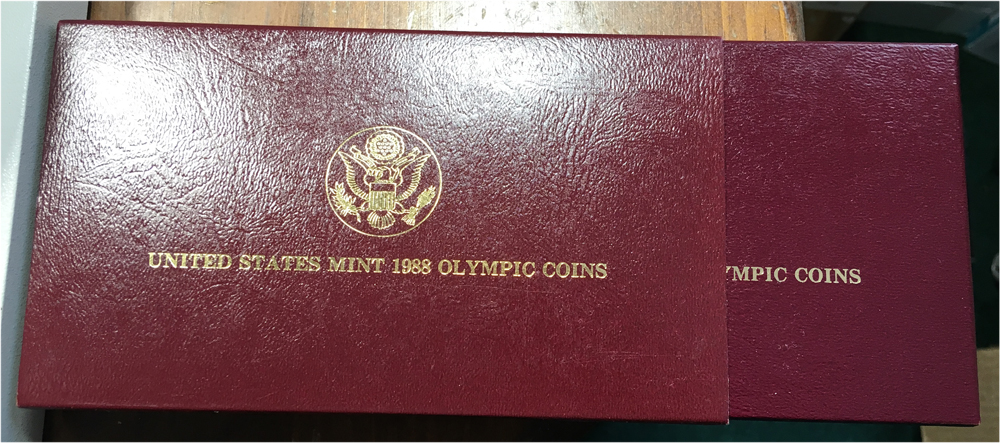 UNITED STATES MINT 1988 OLYMPIC COINS
YMPIC COINS